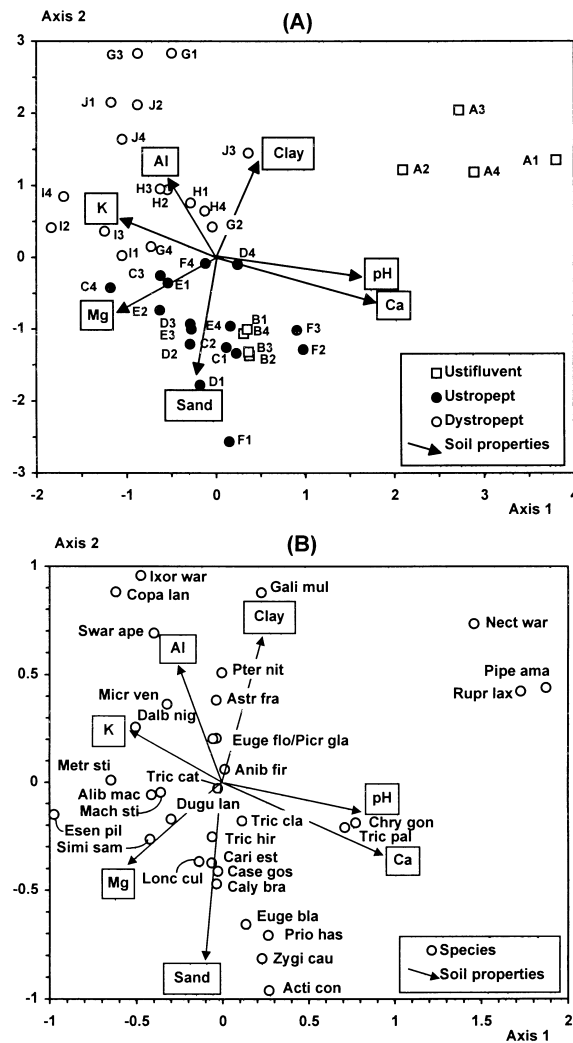 Axis 2
(A)
3
G3 G1
J1 J2
2
A3
J4
J3
Al
Clay
A1
A2 A4
1
H3 H1
H2 H4
I4
K
G2
I2 I3
G4
I1
F4 D4
0
C3
pH
C4
E1
Ca
Mg
E2
D3
E4 B1
B4
F3
-1
E3
C2 B3
D2
C1 B2
F2
D1
-2
Sand
F1
Ustifluvent
Ustropept
Dystropept
Soil properties
-3
-2 -1 0 1 2 3 4
Axis 1
Axis 2
(B)
1
Ixor war
Copa lan
Gali mul
Clay
Nect war
Swar ape
Al
0.5
Pter nit
Pipe ama
Rupr lax
Micr ven
Astr fra
Dalb nig
K
Euge flo/Picr gla
Metr sti
Anib fir
Tric cat
0
Alib mac
Dugu lan
pH
Mach sti
Chry gon
Esen pil
Tric cla
Tric pal
Simi sam
Tric hir
Ca
Mg
Cari est
Lonc cul
Case gos
Caly bra
-0.5
Euge bla
Prio has
Sand
Zygi cau
Acti con
Species
Soil properties
-1
-1 -0.5 0 0.5 1 1.5 2
Axis 1